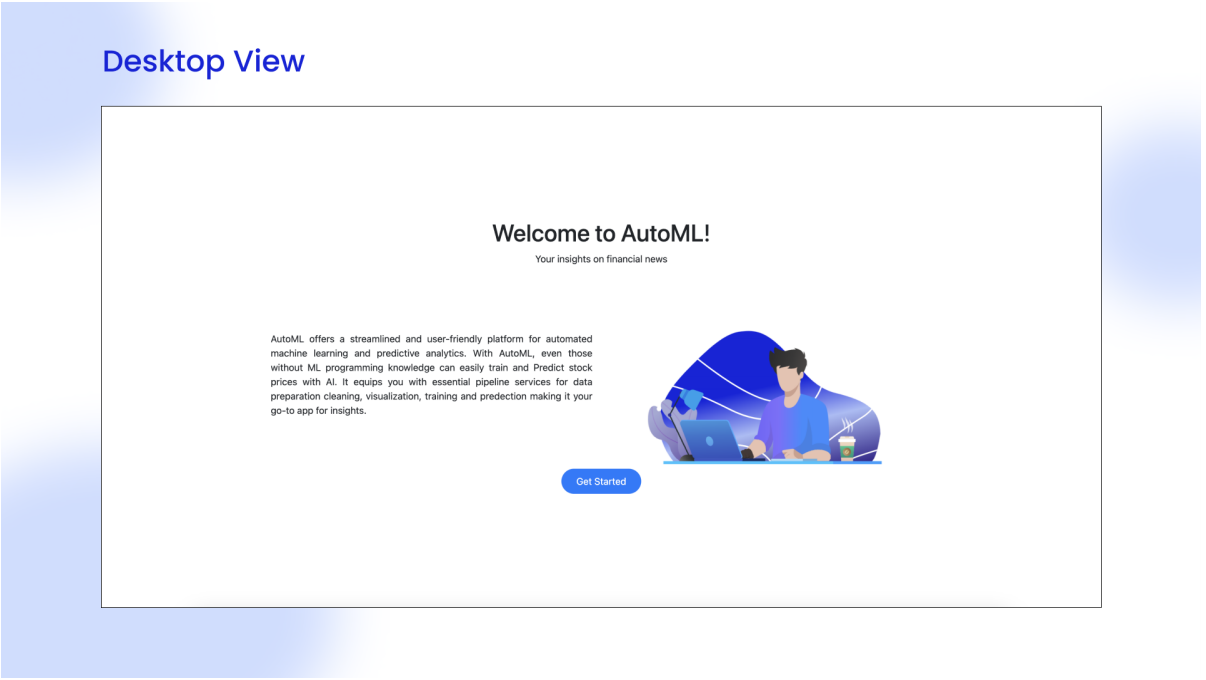 Desktop View
Welcome to AutoML!
Your insights on financial news
AutoML offers a streamlined and user-friendly platform for automated
machine learning and predictive analytics. With AutoML, even those
without ML programming knowledge can easily train and Predict stock
prices with AI. It equips you with essential pipeline services for data
preparation cleaning, visualization, training and predection making it your
go-to app for insights.
Get Started